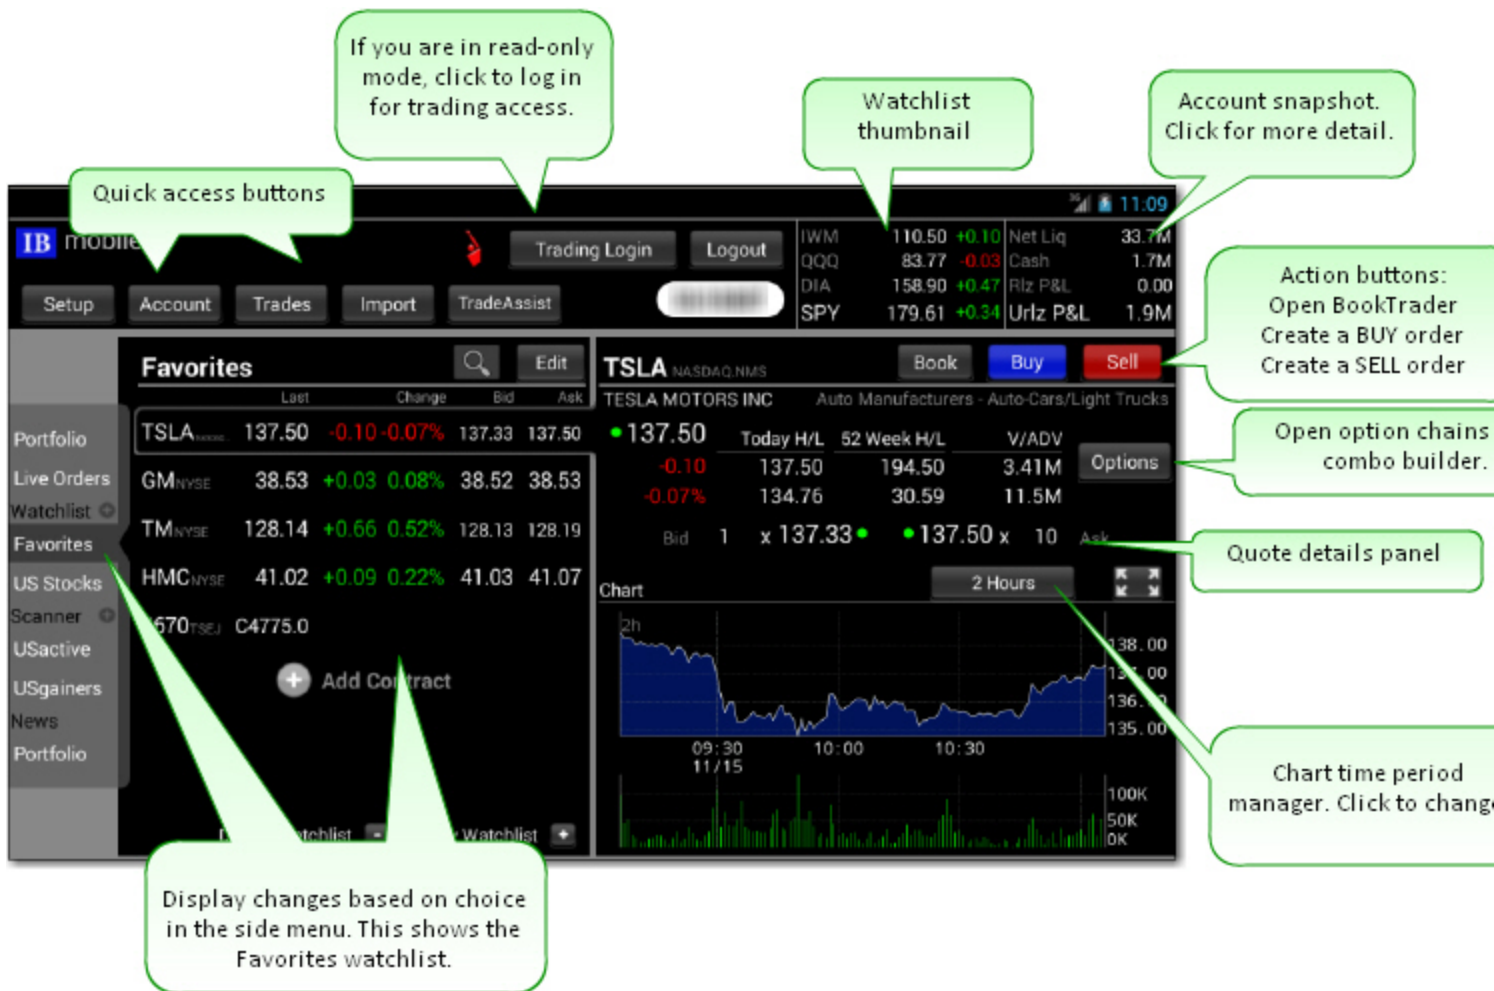 If you are in read-only
mode, click to log in
for trading access.
Watchlist
thumbnail
Account snapshot.
Click for more detail.
Quick access buttons
3G 11:09
IB mobile
Trading Login Logout
Setup Account Trades Import TradeAssist
IWM 110.50 +0.10 Net Liq 33.7M
QQQ 83.77 -0.03 Cash 1.7M
DIA 158.90 +0.47 Rlz P&L 0.00
SPY 179.61 +0.34 Urlz P&L 1.9M
Action buttons:
Open BookTrader
Create a BUY order
Create a SELL order
Portfolio
Live Orders
Watchlist
Favorites
US Stocks
Scanner
USactive
USgainers
News
Portfolio
Favorites Edit
Last Change Bid Ask
TSLA 137.50 -0.10 -0.07% 137.33 137.50
GM NYSE 38.53 +0.03 0.08% 38.52 38.53
TM NYSE 128.14 +0.66 0.52% 128.13 128.19
HMC NYSE 41.02 +0.09 0.22% 41.03 41.07
670 TSEJ C4775.0
Add Contract
Watchlist - Watchlist +
TSLA NASDAQ.NMS Book Buy Sell
TESLA MOTORS INC Auto Manufacturers - Auto-Cars/Light Trucks
137.50 Today H/L 52 Week H/L V/ADV
-0.10 137.50 194.50 3.41M
-0.07% 134.76 30.59 11.5M
Options
Bid 1 x 137.33 137.50 x 10 Ask
Open option chains
combo builder.
Quote details panel
Chart 2 Hours
2h
138.00
137.00
136.00
135.00
09:30 10:00 10:30
11/15
100K
50K
0K
Chart time period
manager. Click to change
Display changes based on choice
in the side menu. This shows the
Favorites watchlist.